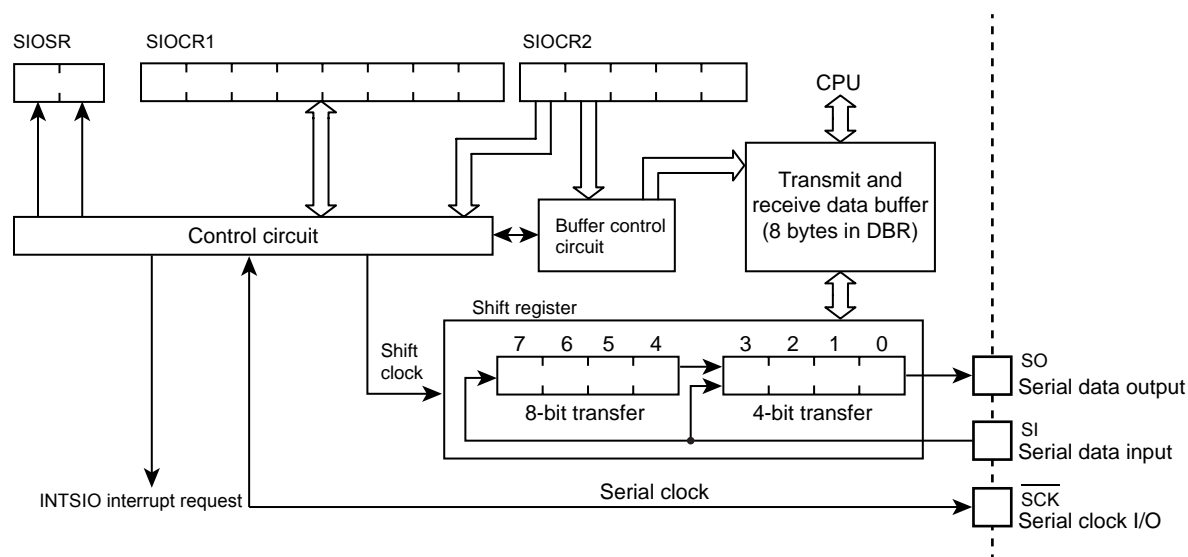 SIOSR
SIOCR1
SIOCR2
CPU
Transmit and
receive data buffer
(8 bytes in DBR)
Control circuit
Buffer control
circuit
Shift register
Shift
clock
7 6 5 4
3 2 1 0
8-bit transfer
4-bit transfer
SO
Serial data output
SI
Serial data input
INTSIO interrupt request
Serial clock
SCK
Serial clock I/O